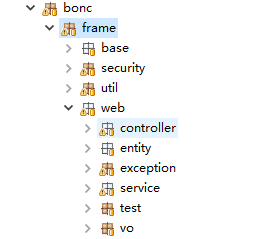 bonc
frame
base
security
util
web
controller
entity
exception
service
test
vo